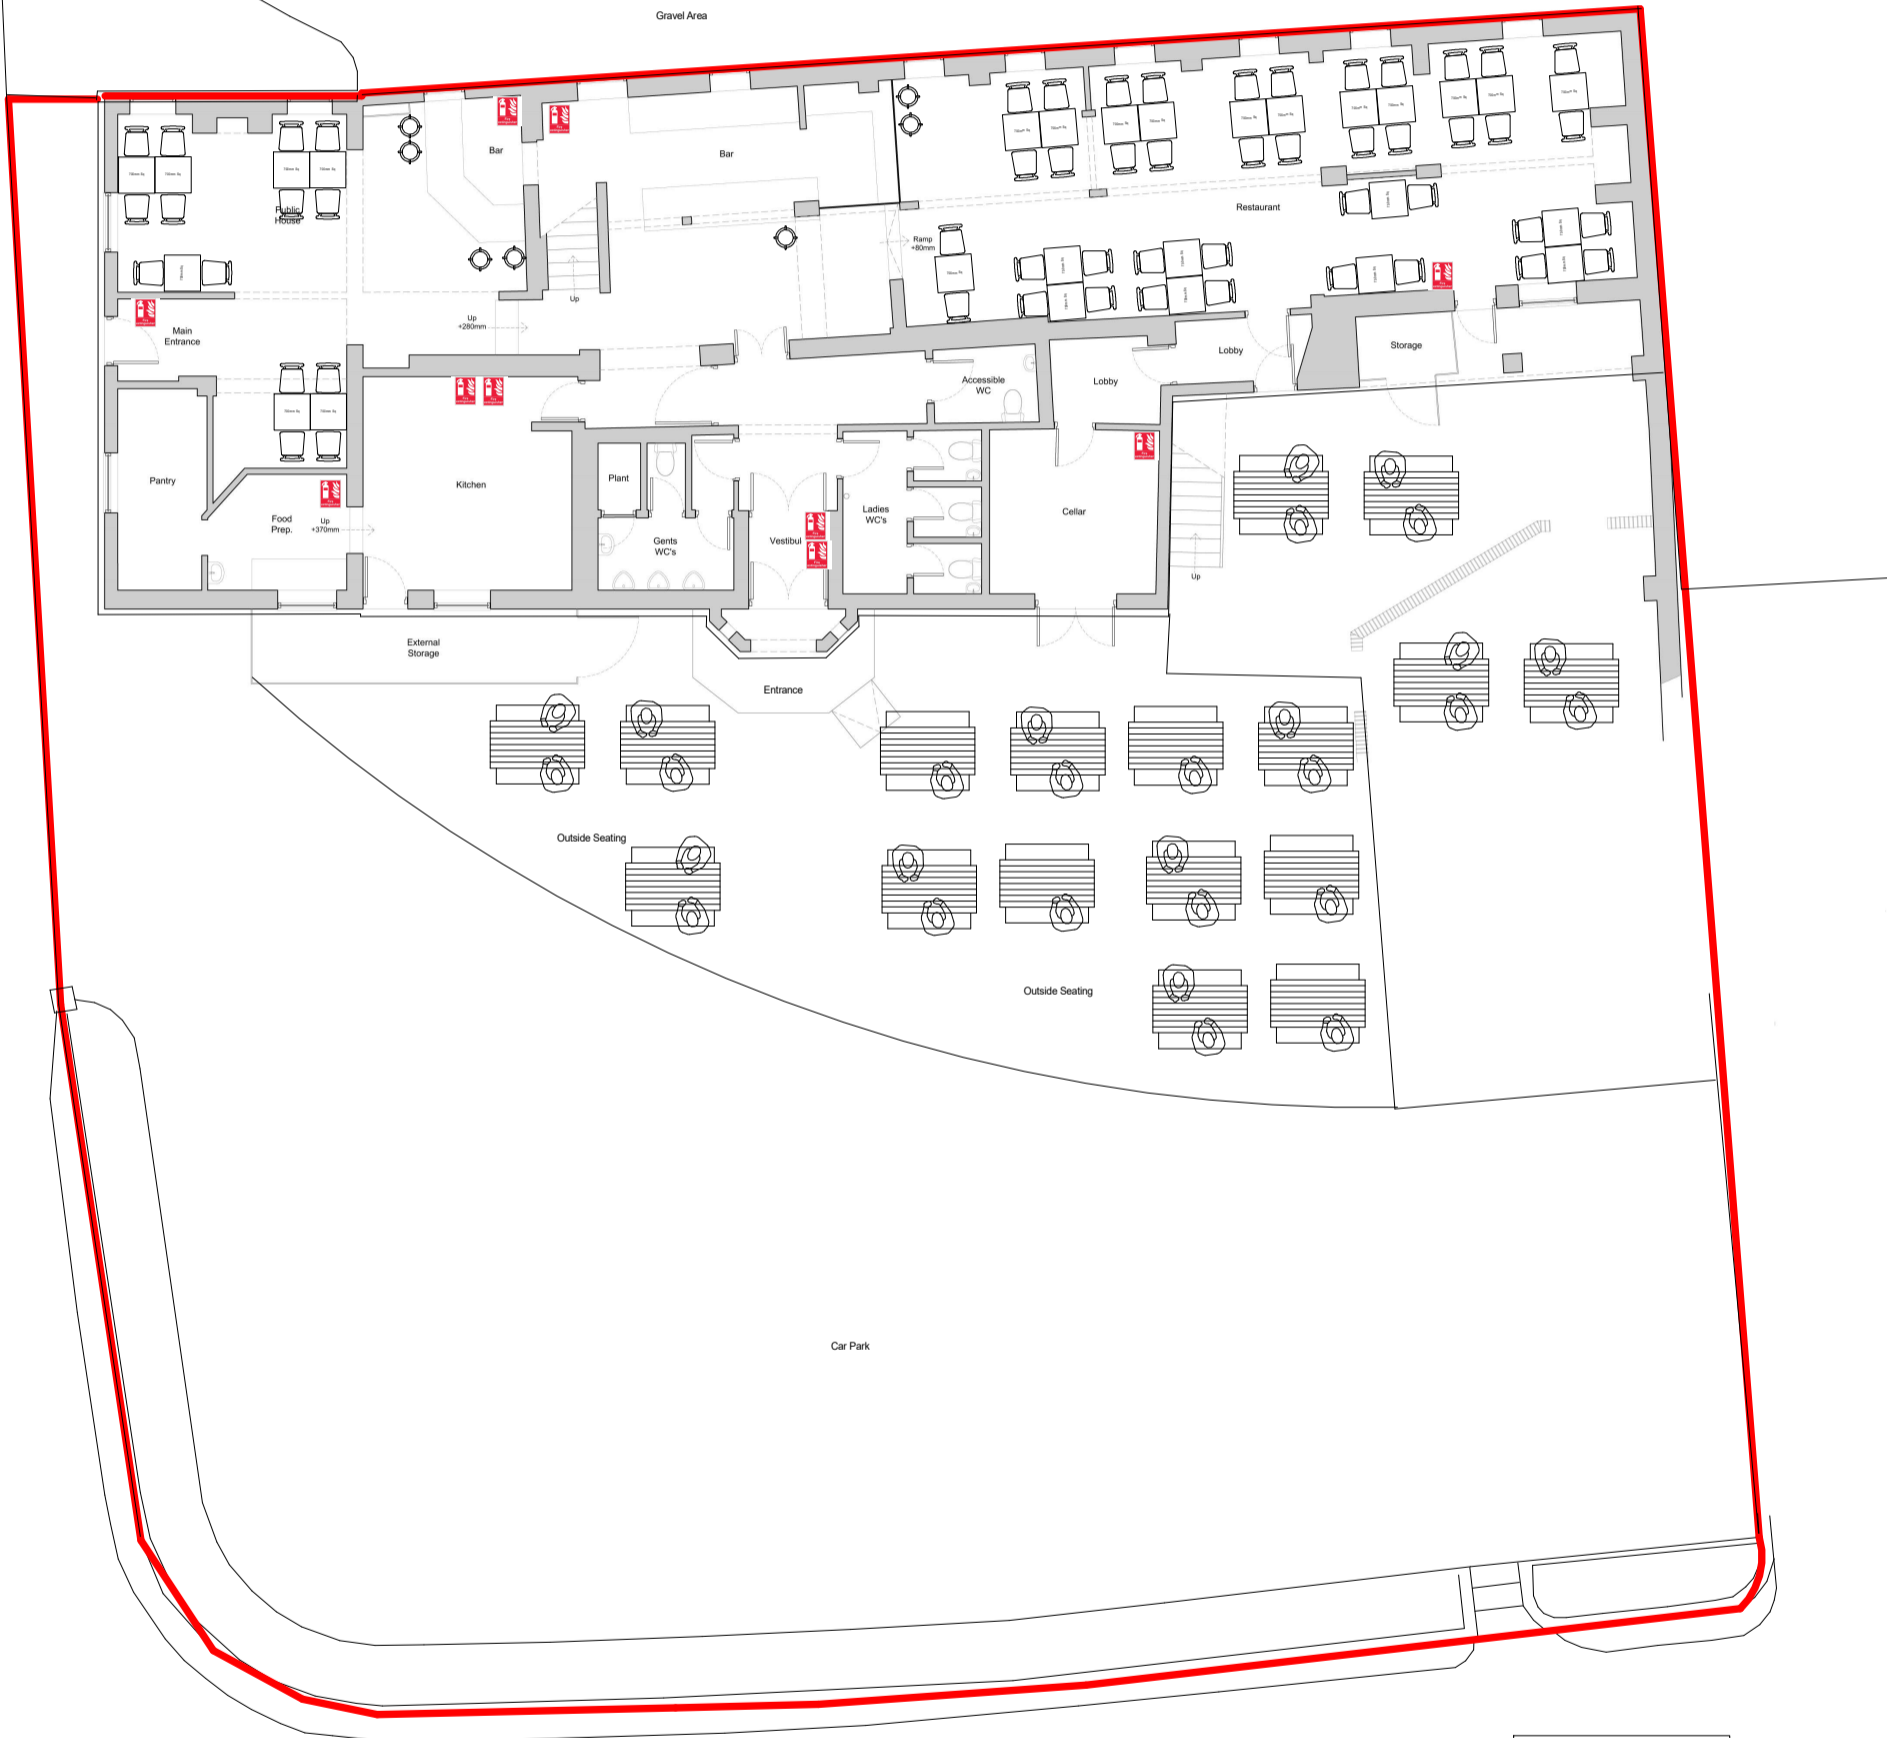 Gravel Area
Bar
Bar
Public
House
Restaurant
Ramp
+80mm
Up
Up
+280mm
Main
Entrance
Storage
Lobby
Lobby
Accessible
WC
Pantry
Kitchen
Plant
Food
Prep.
Up
+370mm
Gents
WC's
Vestibul
Ladies
WC's
Cellar
Up
External
Storage
Entrance
Outside Seating
Outside Seating
Car Park